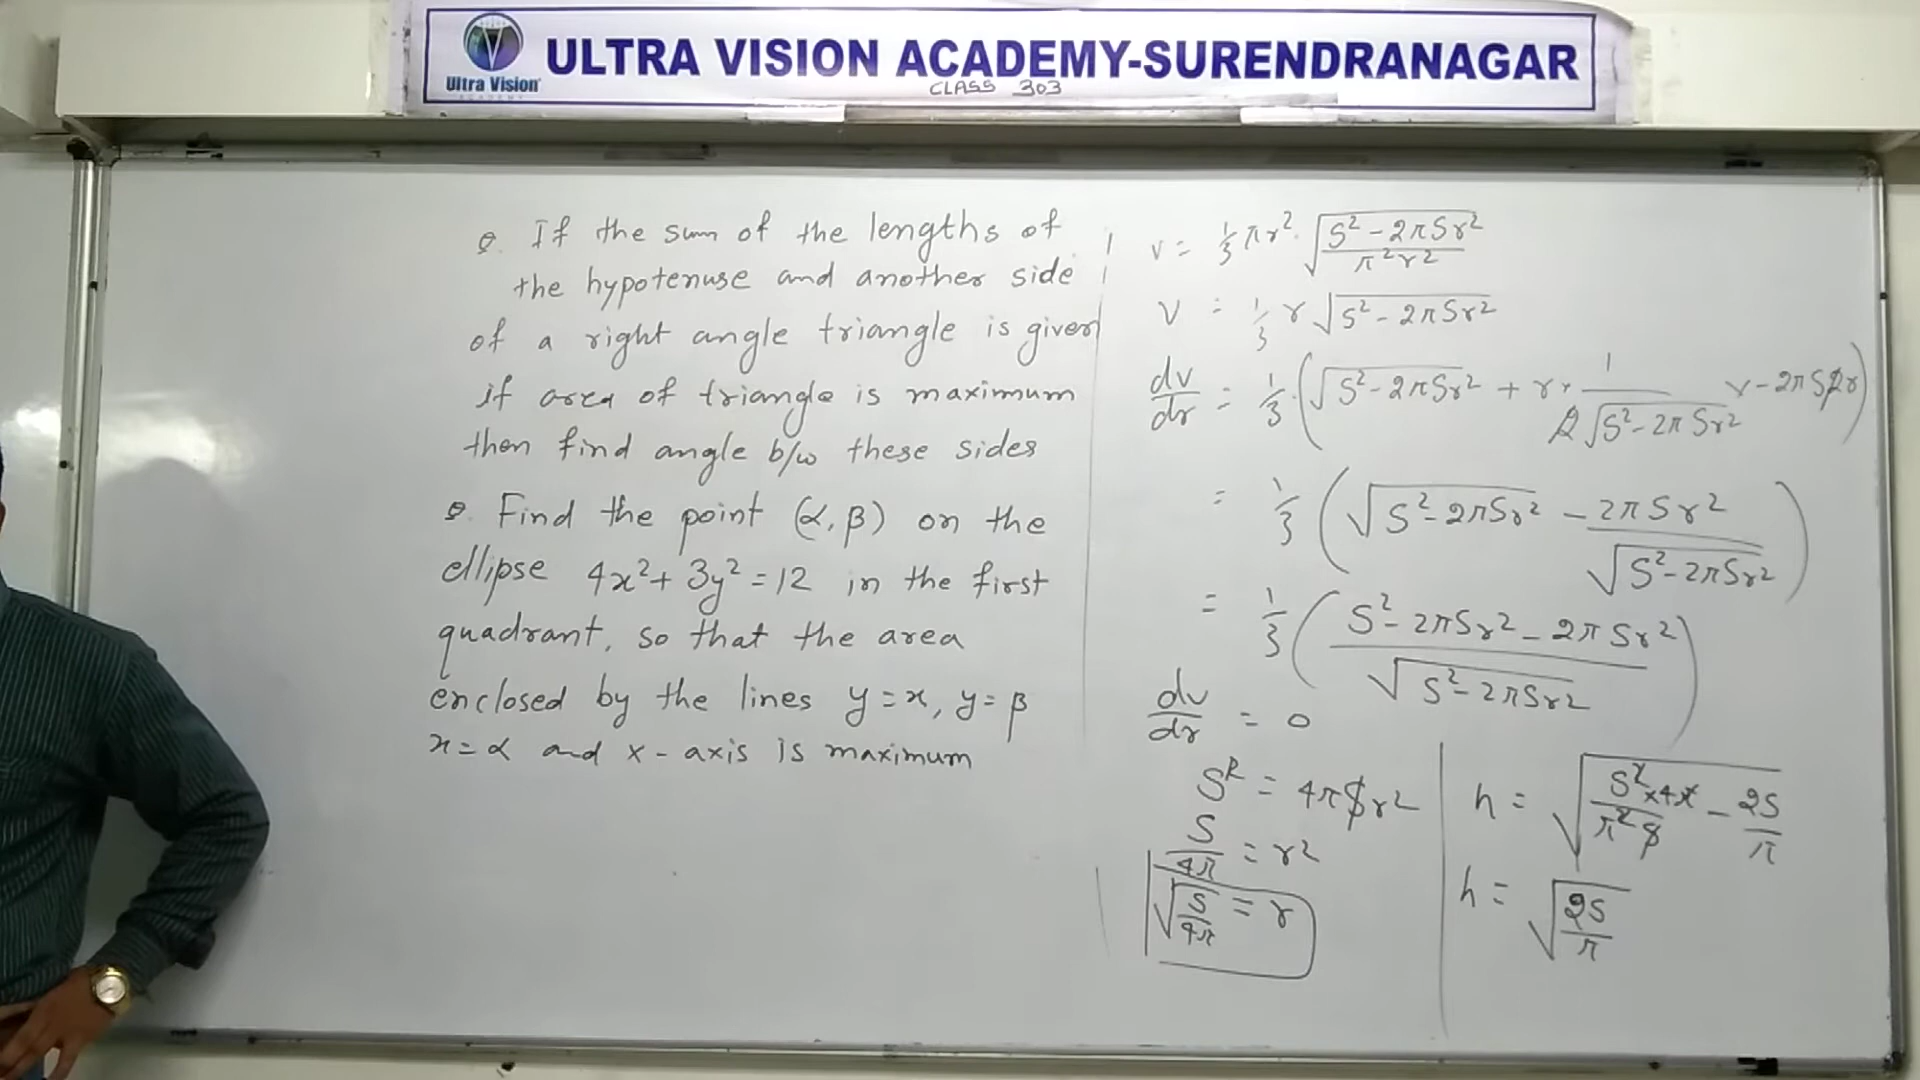 Ultra Vision
ACADEMY
ULTRA VISION ACADEMY-SURENDRANAGAR
CLASS 303
Q. If the sum of the lengths of
the hypotenuse and another side
of a right angle triangle is given
if area of triangle is maximum
then find angle b/w these sides
Q. Find the point (α, β) on the
ellipse 4x² + 3y² = 12 in the first
quadrant, so that the area
enclosed by the lines y = x, y = β
x = α and x-axis is maximum
V = 1/3 πr² · √((S² - 2πSr²)/(π²r²))
V = 1/3 r √(S² - 2πSr²)
dv/dr = 1/3 · (√(S² - 2πSr²) + r × 1/(2√(S² - 2πSr²)) × -2πS2r)
= 1/3 (√(S² - 2πSr²) - 2πSr²/√(S² - 2πSr²))
= 1/3 ((S² - 2πSr² - 2πSr²)/√(S² - 2πSr²))
dv/dr = 0
S² = 4πSr²
S/4π = r²
√(S/4π) = r
h = √((S² × 4π)/(π²S) - 2S/π)
h = √(2S/π)